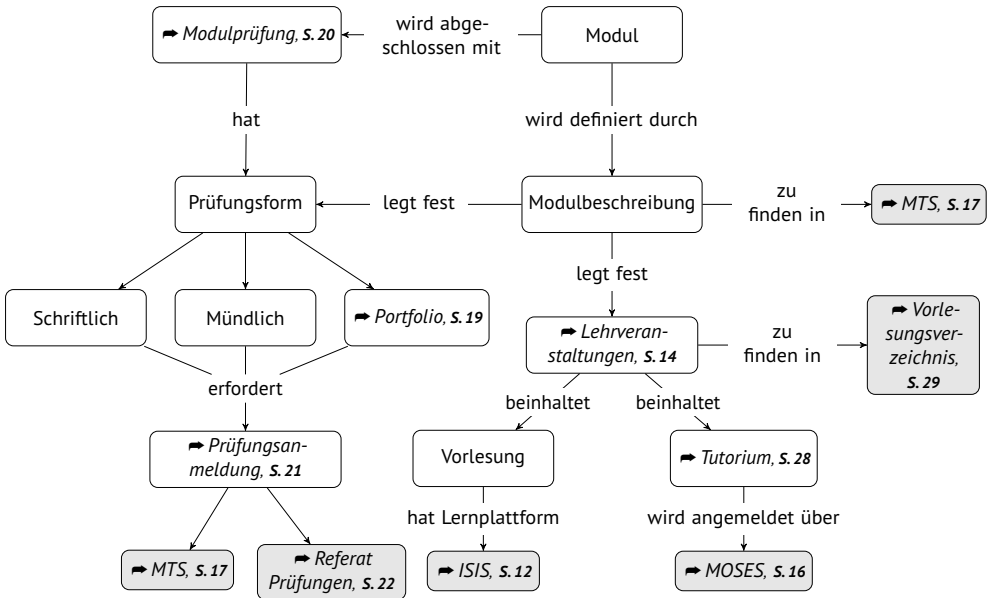 ➦ Modulprüfung, S. 20
wird abge-
schlossen mit
Modul
hat
wird definiert durch
Prüfungsform
legt fest
Modulbeschreibung
zu
finden in
➦ MTS, S. 17
legt fest
Schriftlich
Mündlich
➦ Portfolio, S. 19
➦ Lehrveran-
staltungen, S. 14
zu
finden in
➦ Vorle-
sungsver-
zeichnis,
S. 29
erfordert
beinhaltet
beinhaltet
➦ Prüfungsan-
meldung, S. 21
Vorlesung
➦ Tutorium, S. 28
hat Lernplattform
wird angemeldet über
➦ MTS, S. 17
➦ Referat
Prüfungen, S. 22
➦ ISIS, S. 12
➦ MOSES, S. 16